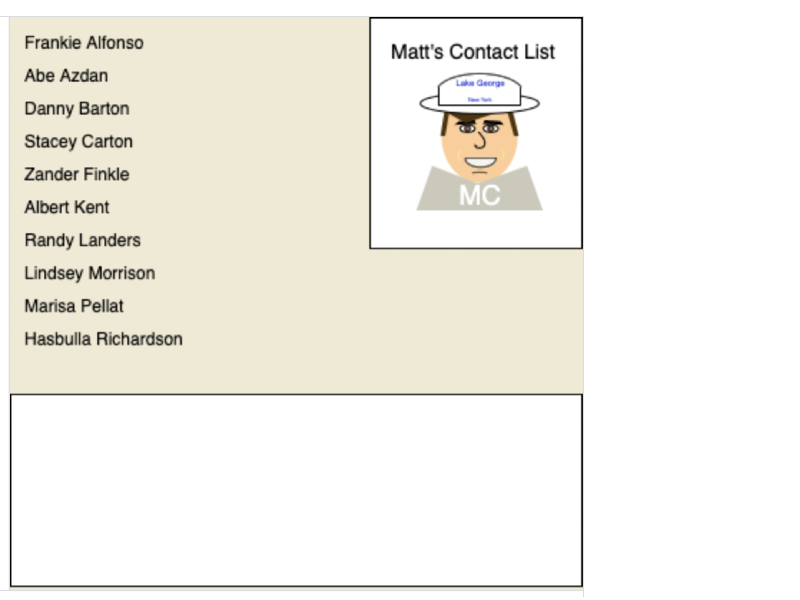 Frankie Alfonso
Abe Azdan
Danny Barton
Stacey Carton
Zander Finkle
Albert Kent
Randy Landers
Lindsey Morrison
Marisa Pellat
Hasbulla Richardson
Matt's Contact List
Lake George
New York
MC